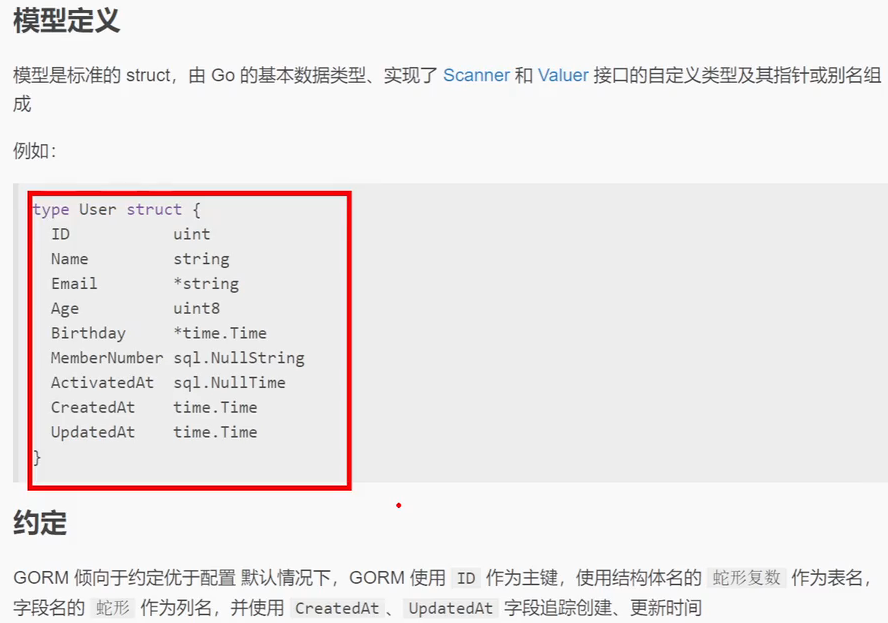 模型定义
模型是标准的 struct，由 Go 的基本数据类型、实现了 Scanner 和 Valuer 接口的自定义类型及其指针或别名组
成
例如：
type User struct {
  ID           uint
  Name         string
  Email        *string
  Age          uint8
  Birthday     *time.Time
  MemberNumber sql.NullString
  ActivatedAt  sql.NullTime
  CreatedAt    time.Time
  UpdatedAt    time.Time
}
约定
GORM 倾向于约定优于配置 默认情况下，GORM 使用 ID 作为主键，使用结构体名的 蛇形复数 作为表名，
字段名的 蛇形 作为列名，并使用 CreatedAt、UpdatedAt 字段追踪创建、更新时间